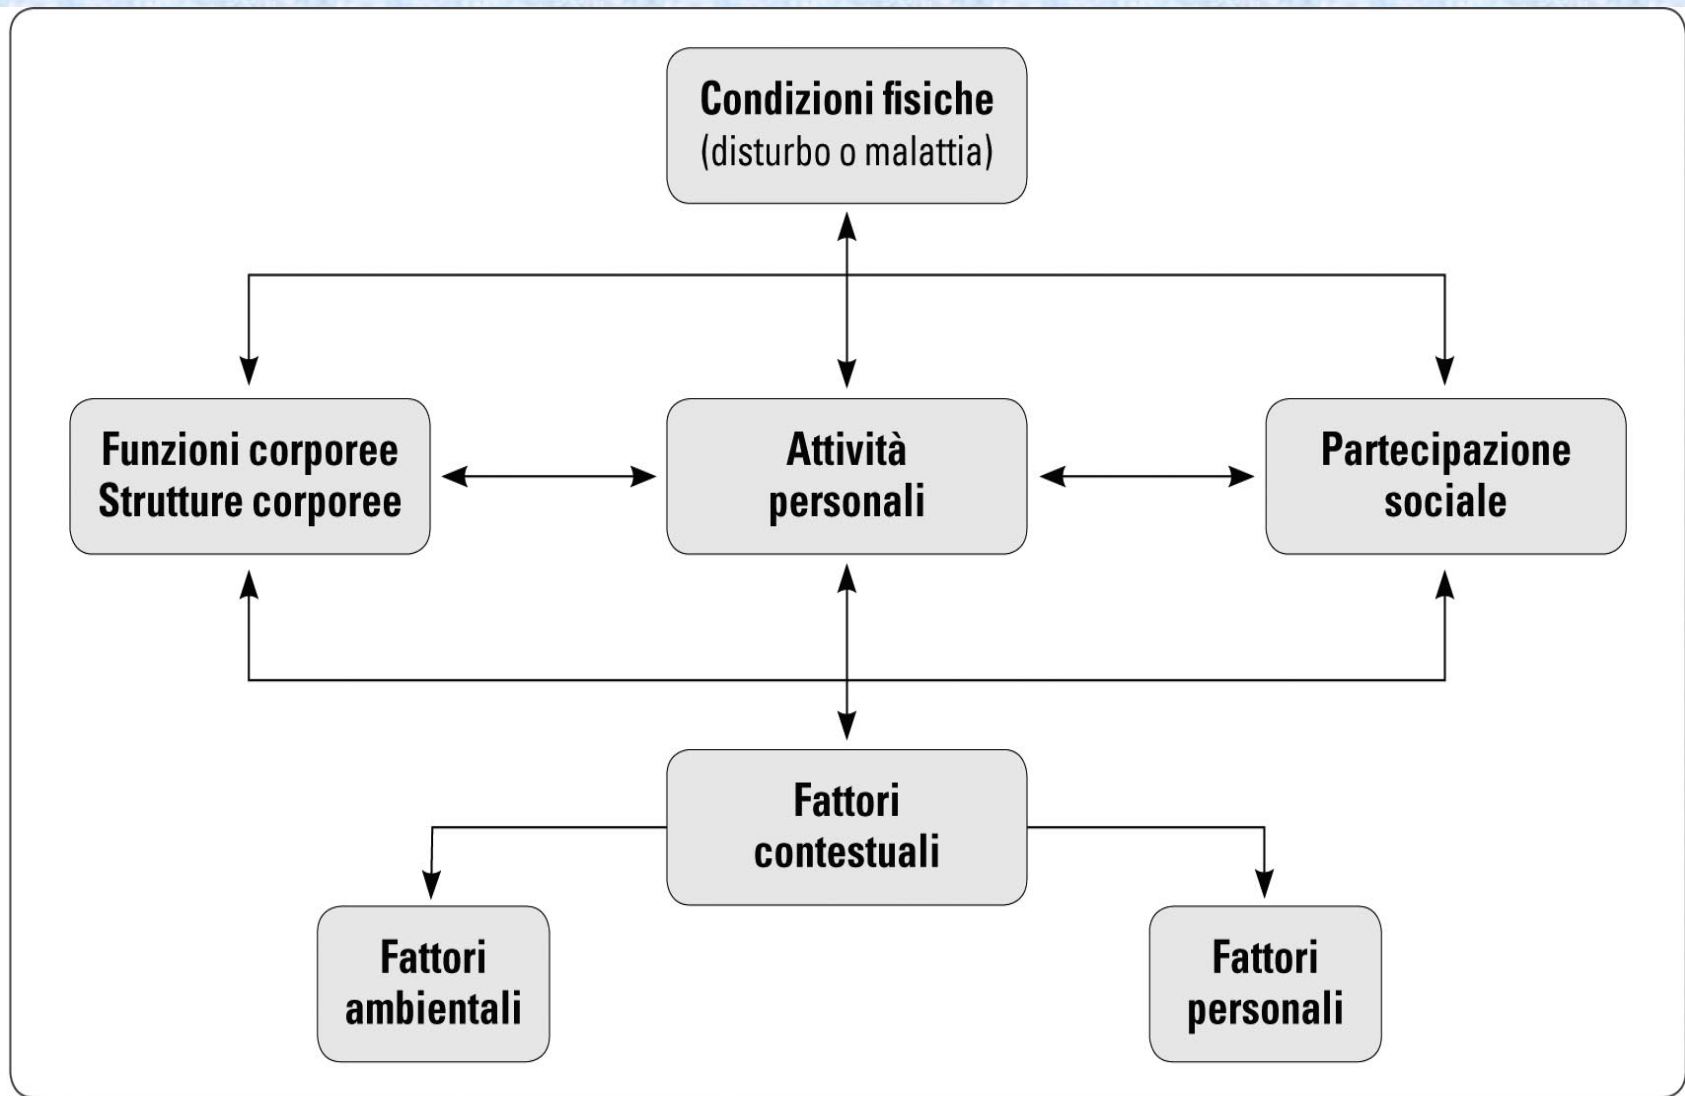 Condizioni fisiche
(disturbo o malattia)
Funzioni corporee
Strutture corporee
Attività
personali
Partecipazione
sociale
Fattori
contestuali
Fattori
ambientali
Fattori
personali